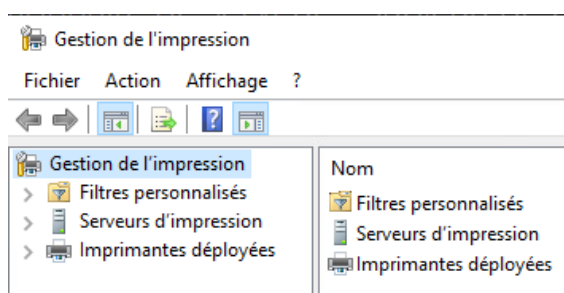 Gestion de l'impression
Fichier Action Affichage ?
Gestion de l'impression
Filtres personnalisés
Serveurs d'impression
Imprimantes déployées
Nom
Filtres personnalisés
Serveurs d'impression
Imprimantes déployées